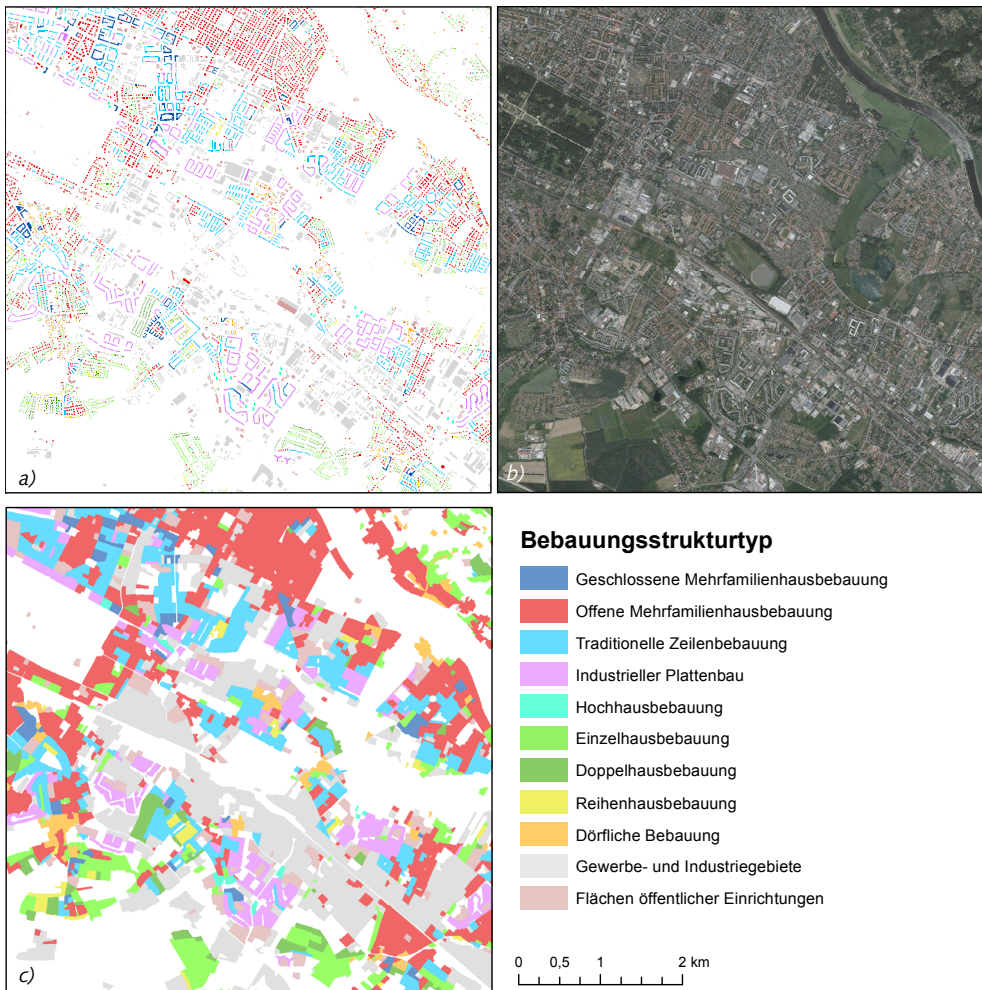 a)
b)
c)
Bebauungsstrukturtyp
Geschlossene Mehrfamilienhausbebauung
Offene Mehrfamilienhausbebauung
Traditionelle Zeilenbebauung
Industrieller Plattenbau
Hochhausbebauung
Einzelhausbebauung
Doppelhausbebauung
Reihenhausbebauung
Dörfliche Bebauung
Gewerbe- und Industriegebiete
Flächen öffentlicher Einrichtungen
0 0,5 1 2 km